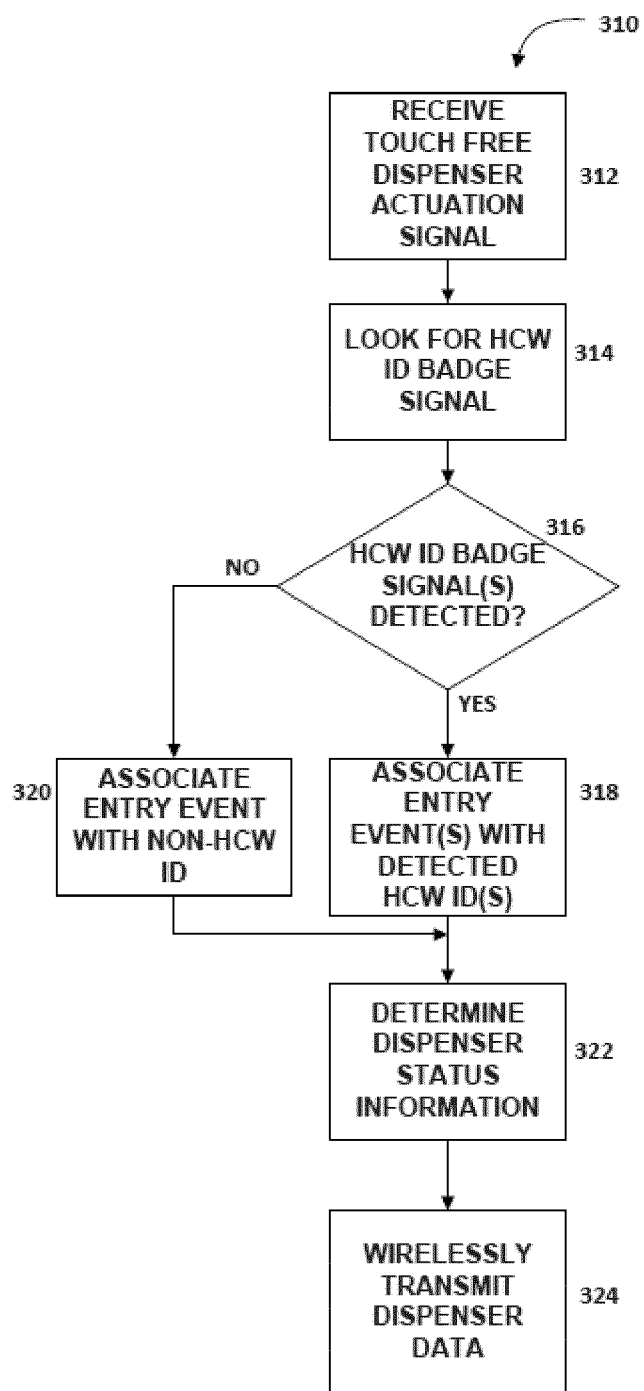 310
RECEIVE
TOUCH FREE
DISPENSER
ACTUATION
SIGNAL
312
LOOK FOR HCW
ID BADGE
SIGNAL
314
316
HCW ID BADGE
SIGNAL(S)
DETECTED?
NO
YES
320
ASSOCIATE
ENTRY EVENT
WITH NON-HCW
ID
ASSOCIATE
ENTRY
EVENT(S) WITH
DETECTED
HCW ID(S)
318
DETERMINE
DISPENSER
STATUS
INFORMATION
322
WIRELESSLY
TRANSMIT
DISPENSER
DATA
324